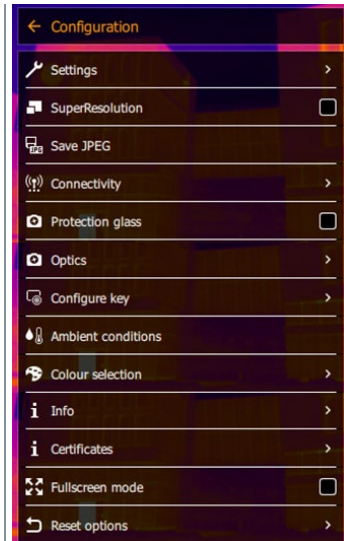 Configuration
Settings
SuperResolution
Save JPEG
Connectivity
Protection glass
Optics
Configure key
Ambient conditions
Colour selection
Info
Certificates
Fullscreen mode
Reset options